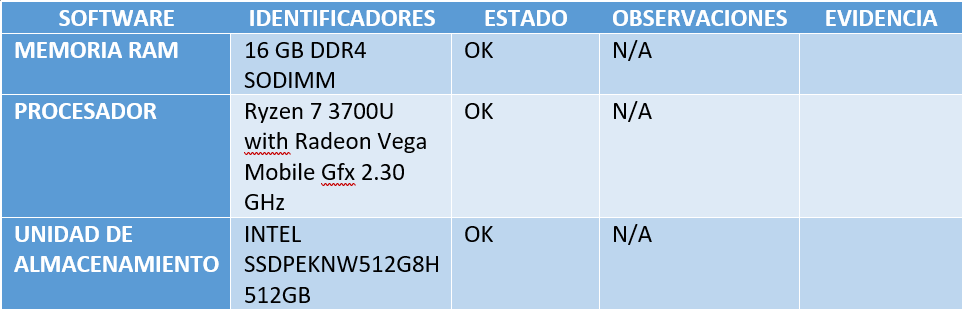 SOFTWARE IDENTIFICADORES ESTADO OBSERVACIONES EVIDENCIA
MEMORIA RAM 16 GB DDR4 OK N/A
SODIMM
PROCESADOR Ryzen 7 3700U OK N/A
with Radeon Vega
Mobile Gfx 2.30
GHz
UNIDAD DE INTEL OK N/A
ALMACENAMIENTO SSDPEKNW512G8H
512GB